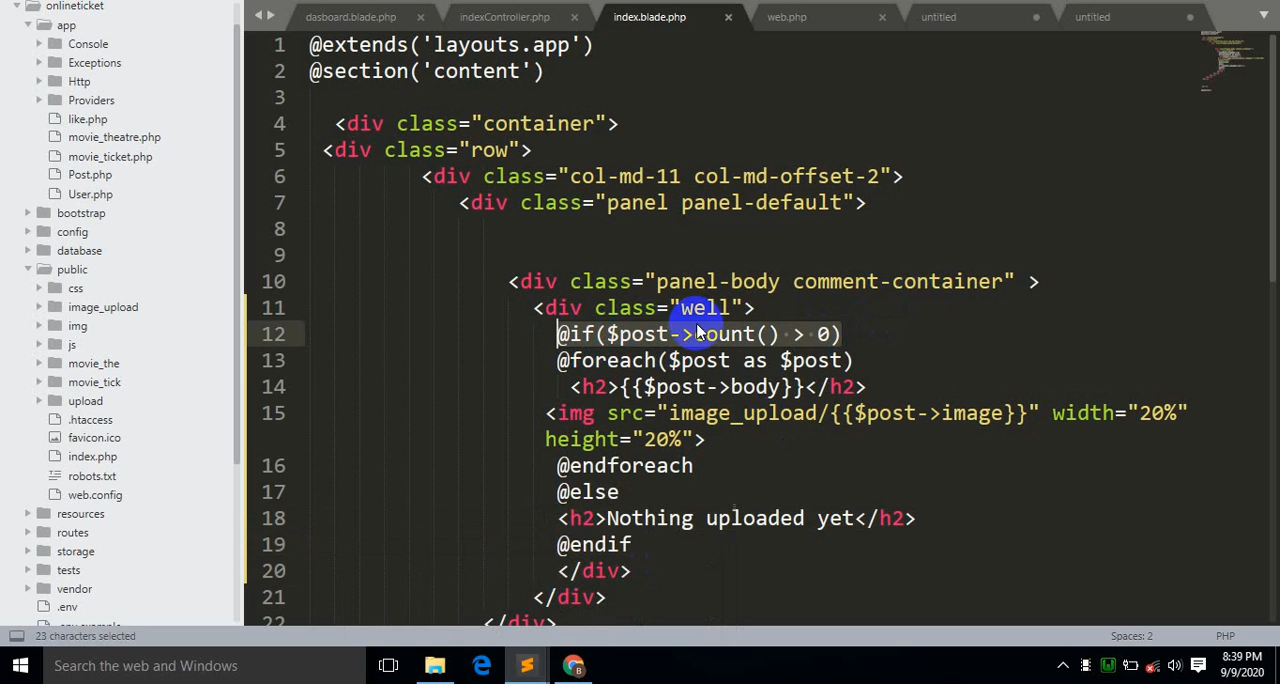 onlineticket
app
Console
Exceptions
Http
Providers
like.php
movie_theatre.php
movie_ticket.php
Post.php
User.php
bootstrap
config
database
public
css
image_upload
img
js
movie_the
movie_tick
upload
.htaccess
favicon.ico
index.php
robots.txt
web.config
resources
routes
storage
tests
vendor
.env
dasboard.blade.php × indexController.php × index.blade.php × web.php × untitled untitled
1 @extends('layouts.app')
2 @section('content')
3
4 <div class="container">
5 <div class="row">
6 <div class="col-md-11 col-md-offset-2">
7 <div class="panel panel-default">
8
9
10 <div class="panel-body comment-container" >
11 <div class="well">
12 @if($post->count() > 0)
13 @foreach($post as $post)
14 <h2>{{$post->body}}</h2>
15 <img src="image_upload/{{$post->image}}" width="20%"
height="20%">
16 @endforeach
17 @else
18 <h2>Nothing uploaded yet</h2>
19 @endif
20 </div>
21 </div>
22 </div>
23 characters selected
Spaces: 2
PHP
Search the web and Windows
8:39 PM
9/9/2020